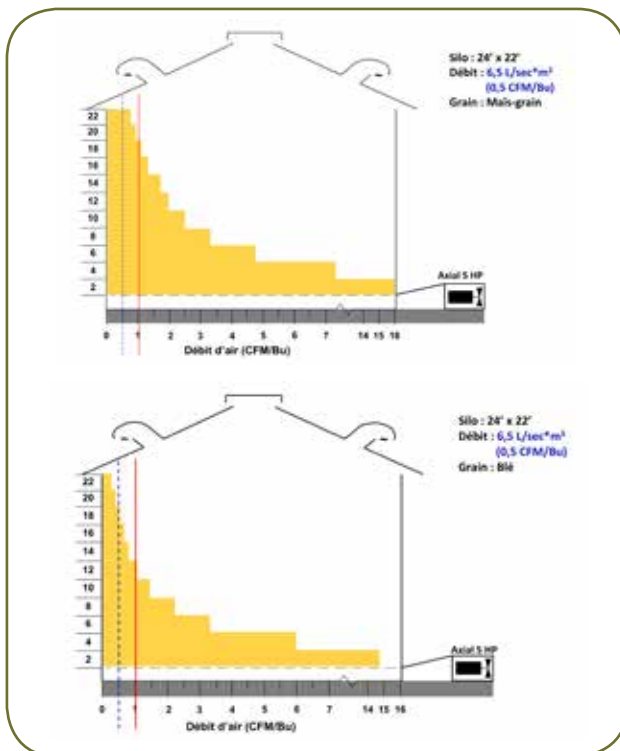 Silo : 24' x 22'
Débit : 6,5 L/sec*m³
(0,5 CFM/Bu)
Grain : Maïs-grain
22
20
18
16
14
12
10
8
6
4
2
Axial 5 HP
0 1 2 3 4 5 6 7 14 15 16
Débit d'air (CFM/Bu)
Silo : 24' x 22'
Débit : 6,5 L/sec*m³
(0,5 CFM/Bu)
Grain : Blé
22
20
18
16
14
12
10
8
6
4
2
Axial 5 HP
0 1 2 3 4 5 6 7 14 15 16
Débit d'air (CFM/Bu)